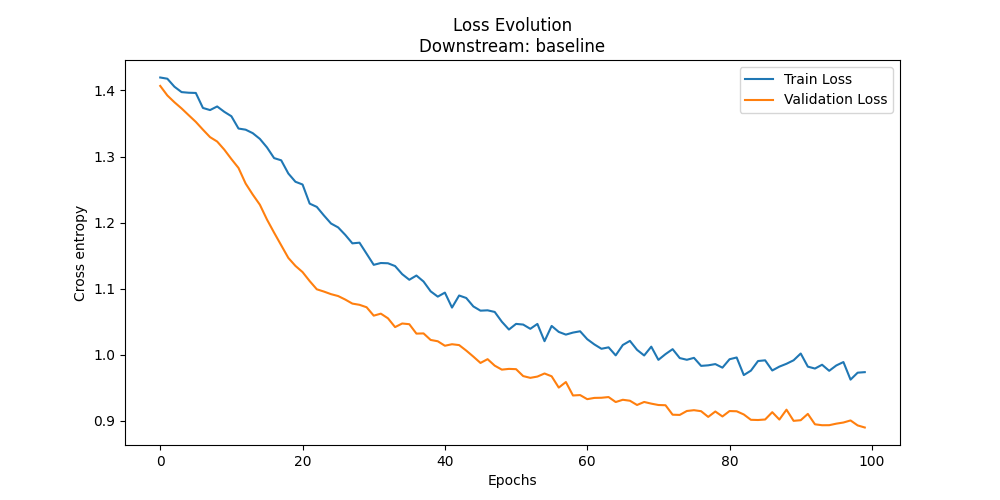 Loss Evolution
Downstream: baseline
Train Loss
Validation Loss
1.4
1.3
1.2
1.1
1.0
0.9
Cross entropy
0
20
40
60
80
100
Epochs